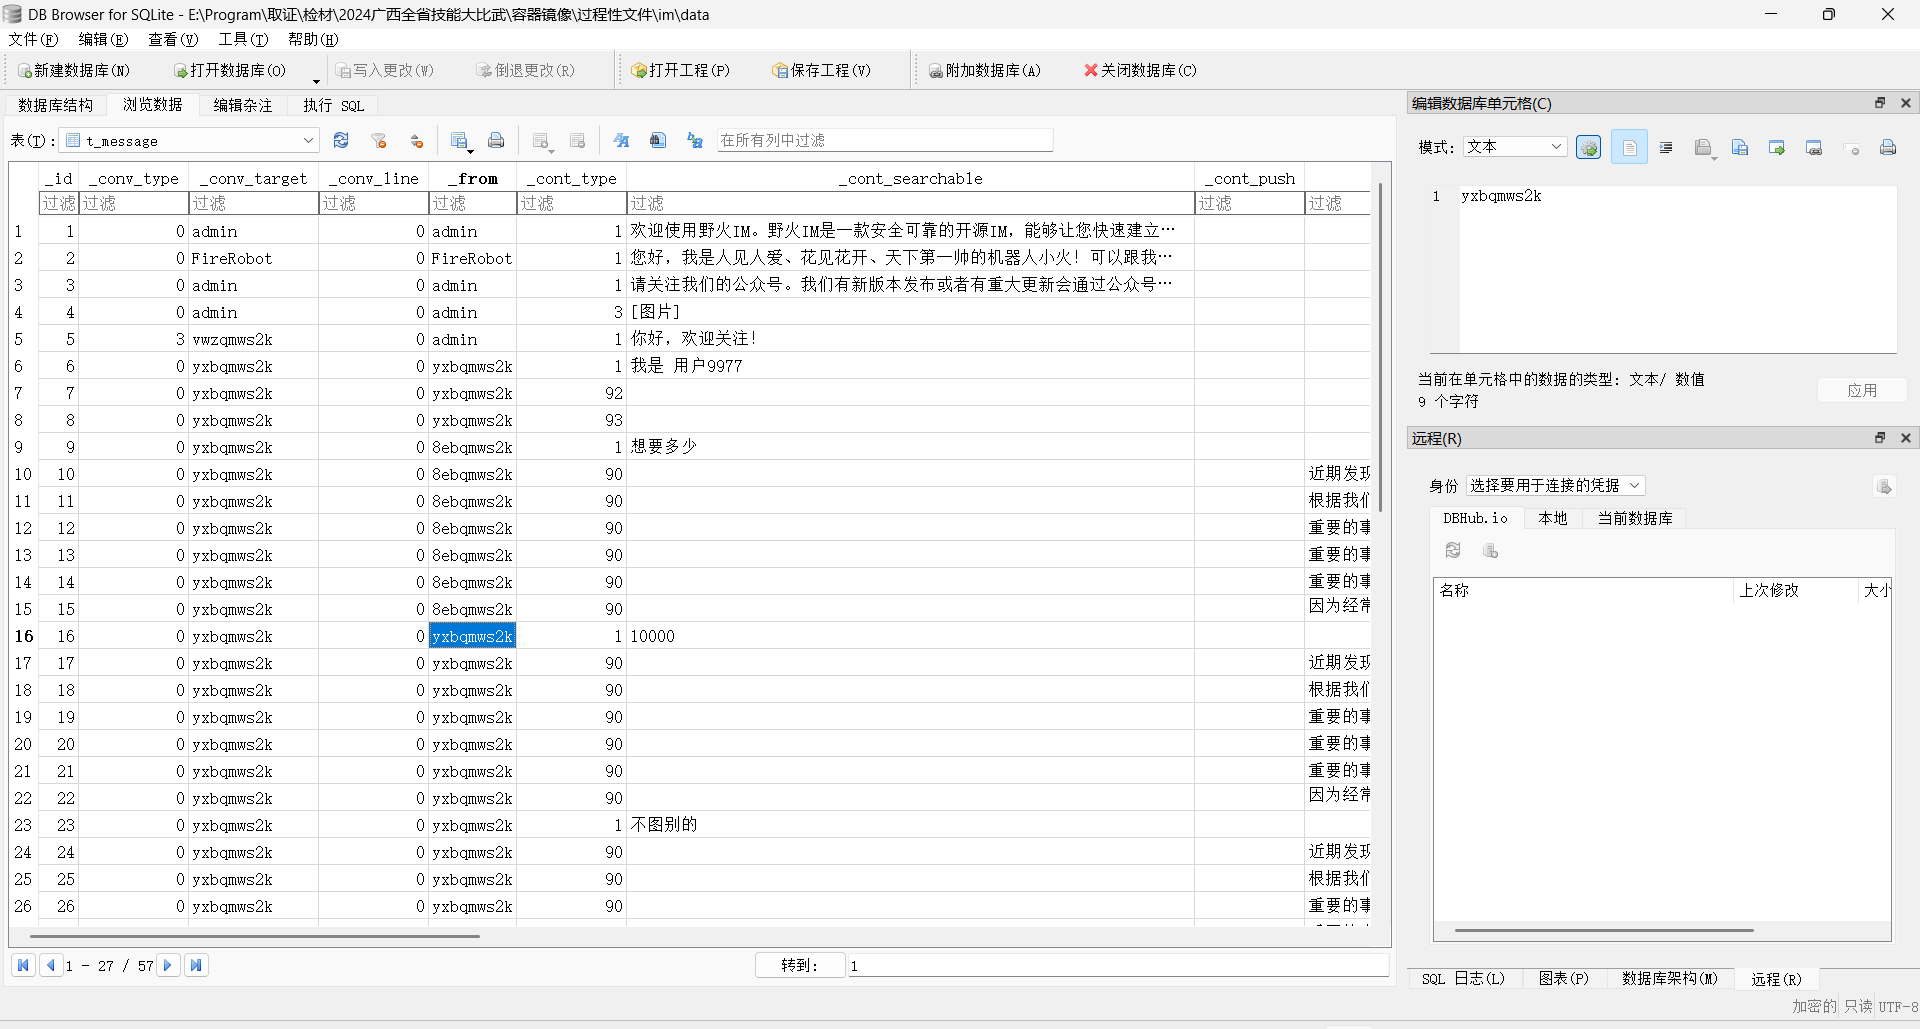 DB Browser for SQLite - E:\Program\取证\检材\2024广西全省技能大比武\容器镜像\过程性文件\im\data
文件(F) 编辑(E) 查看(V) 工具(T) 帮助(H)
新建数据库(N) 打开数据库(O) 写入更改(W) 倒退更改(R) 打开工程(P) 保存工程(V) 附加数据库(A) 关闭数据库(C)
数据库结构 浏览数据 编辑杂注 执行 SQL
表(T): t_message 在所有列中过滤
_id _conv_type _conv_target _conv_line _from _cont_type _cont_searchable _cont_push
过滤 过滤 过滤 过滤 过滤 过滤 过滤 过滤 过滤
1 1 0 admin 0 admin 1 欢迎使用野火IM。野火IM是一款安全可靠的开源IM，能够让您快速建立…
2 2 0 FireRobot 0 FireRobot 1 您好，我是人见人爱、花见花开、天下第一帅的机器人小火！可以跟我…
3 3 0 admin 0 admin 1 请关注我们的公众号。我们有新版本发布或者有重大更新会通过公众号…
4 4 0 admin 0 admin 3 [图片]
5 5 3 vwzqmws2k 0 admin 1 你好，欢迎关注！
6 6 0 yxbqmws2k 0 yxbqmws2k 1 我是 用户9977
7 7 0 yxbqmws2k 0 yxbqmws2k 92
8 8 0 yxbqmws2k 0 yxbqmws2k 93
9 9 0 yxbqmws2k 0 8ebqmws2k 1 想要多少
10 10 0 yxbqmws2k 0 8ebqmws2k 90 近期发现
11 11 0 yxbqmws2k 0 8ebqmws2k 90 根据我们
12 12 0 yxbqmws2k 0 8ebqmws2k 90 重要的事
13 13 0 yxbqmws2k 0 8ebqmws2k 90 重要的事
14 14 0 yxbqmws2k 0 8ebqmws2k 90 重要的事
15 15 0 yxbqmws2k 0 8ebqmws2k 90 因为经常
16 16 0 yxbqmws2k 0 yxbqmws2k 1 10000
17 17 0 yxbqmws2k 0 yxbqmws2k 90 近期发现
18 18 0 yxbqmws2k 0 yxbqmws2k 90 根据我们
19 19 0 yxbqmws2k 0 yxbqmws2k 90 重要的事
20 20 0 yxbqmws2k 0 yxbqmws2k 90 重要的事
21 21 0 yxbqmws2k 0 yxbqmws2k 90 重要的事
22 22 0 yxbqmws2k 0 yxbqmws2k 90 因为经常
23 23 0 yxbqmws2k 0 yxbqmws2k 1 不图别的
24 24 0 yxbqmws2k 0 yxbqmws2k 90 近期发现
25 25 0 yxbqmws2k 0 yxbqmws2k 90 根据我们
26 26 0 yxbqmws2k 0 yxbqmws2k 90 重要的事
1 - 27 / 57 转到: 1
编辑数据库单元格(C)
模式: 文本
1 yxbqmws2k
当前在单元格中的数据的类型: 文本/ 数值
9 个字符
应用
远程(R)
身份 选择要用于连接的凭据
DBHub.io 本地 当前数据库
名称 上次修改 大小
SQL 日志(L) 图表(P) 数据库架构(M) 远程(R)
加密的 只读 UTF-8